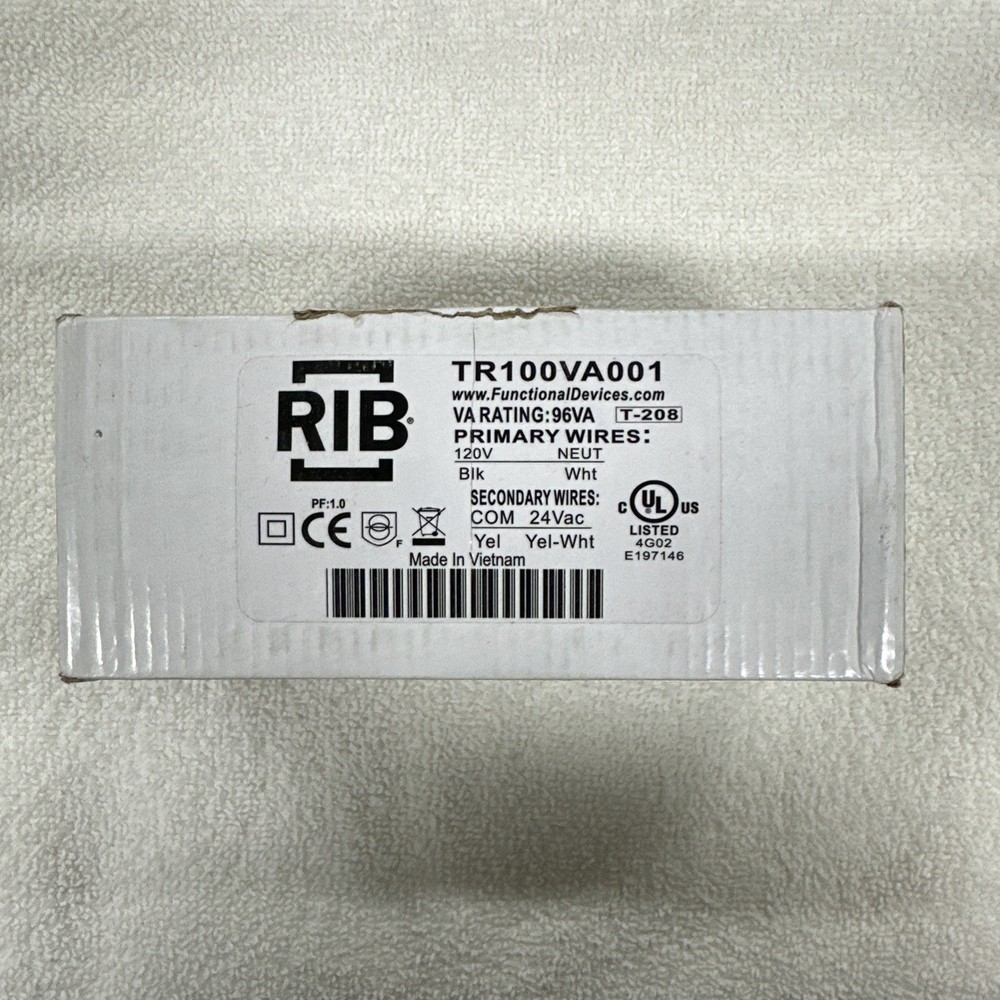 RIB®
TR100VA001
www.FunctionalDevices.com
VA RATING:96VA T-208
PRIMARY WIRES:
120V NEUT
Blk Wht
SECONDARY WIRES:
COM 24Vac
Yel Yel-Wht
PF:1.0
CE
F
Made In Vietnam
C UL US
LISTED
4G02
E197146